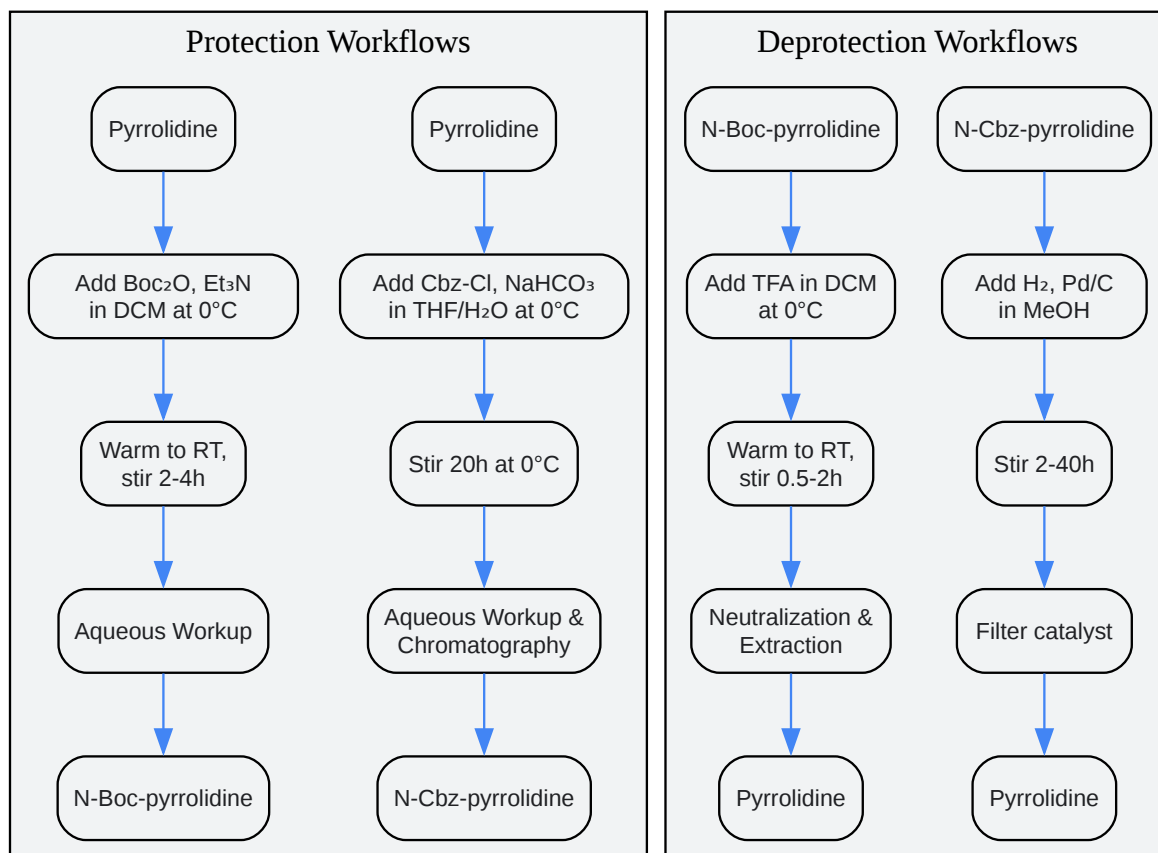 Protection Workflows
Pyrrolidine
Add Boc₂O, Et₃N
in DCM at 0°C
Warm to RT,
stir 2-4h
Aqueous Workup
N-Boc-pyrrolidine
Pyrrolidine
Add Cbz-Cl, NaHCO₃
in THF/H₂O at 0°C
Stir 20h at 0°C
Aqueous Workup &
Chromatography
N-Cbz-pyrrolidine
Deprotection Workflows
N-Boc-pyrrolidine
Add TFA in DCM
at 0°C
Warm to RT,
stir 0.5-2h
Neutralization &
Extraction
Pyrrolidine
N-Cbz-pyrrolidine
Add H₂, Pd/C
in MeOH
Stir 2-40h
Filter catalyst
Pyrrolidine